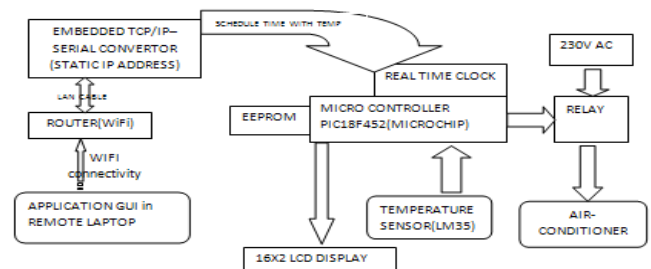 EMBEDDED TCP/IP–
SERIAL CONVERTOR
(STATIC IP ADDRESS)
SCHEDULE TIME WITH TEMP
230V AC
REAL TIME CLOCK
LAN CABLE
EEPROM
MICRO CONTROLLER
PIC18F452(MICROCHIP)
RELAY
ROUTER(WiFi)
WIFI
connectivity
APPLICATION GUI in
REMOTE LAPTOP
TEMPERATURE
SENSOR(LM35)
AIR-
CONDITIONER
16X2 LCD DISPLAY